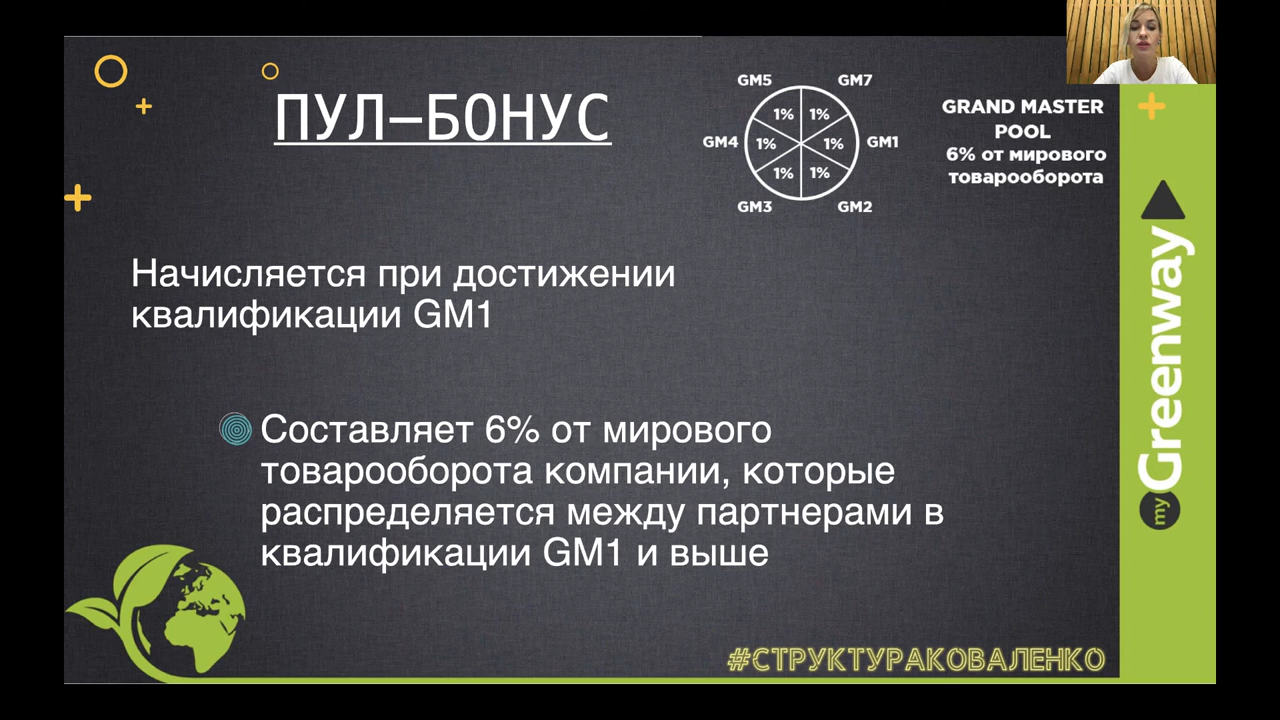 ПУЛ–БОНУС
GM5
GM7
1%
1%
GM4
1%
1%
GM1
1%
1%
GM3
GM2
GRAND MASTER
POOL
6% от мирового
товарооборота
Начисляется при достижении
квалификации GM1
Составляет 6% от мирового
товарооборота компании, которые
распределяется между партнерами в
квалификации GM1 и выше
myGreenway
#СТРУКТУРАКОВАЛЕНКО